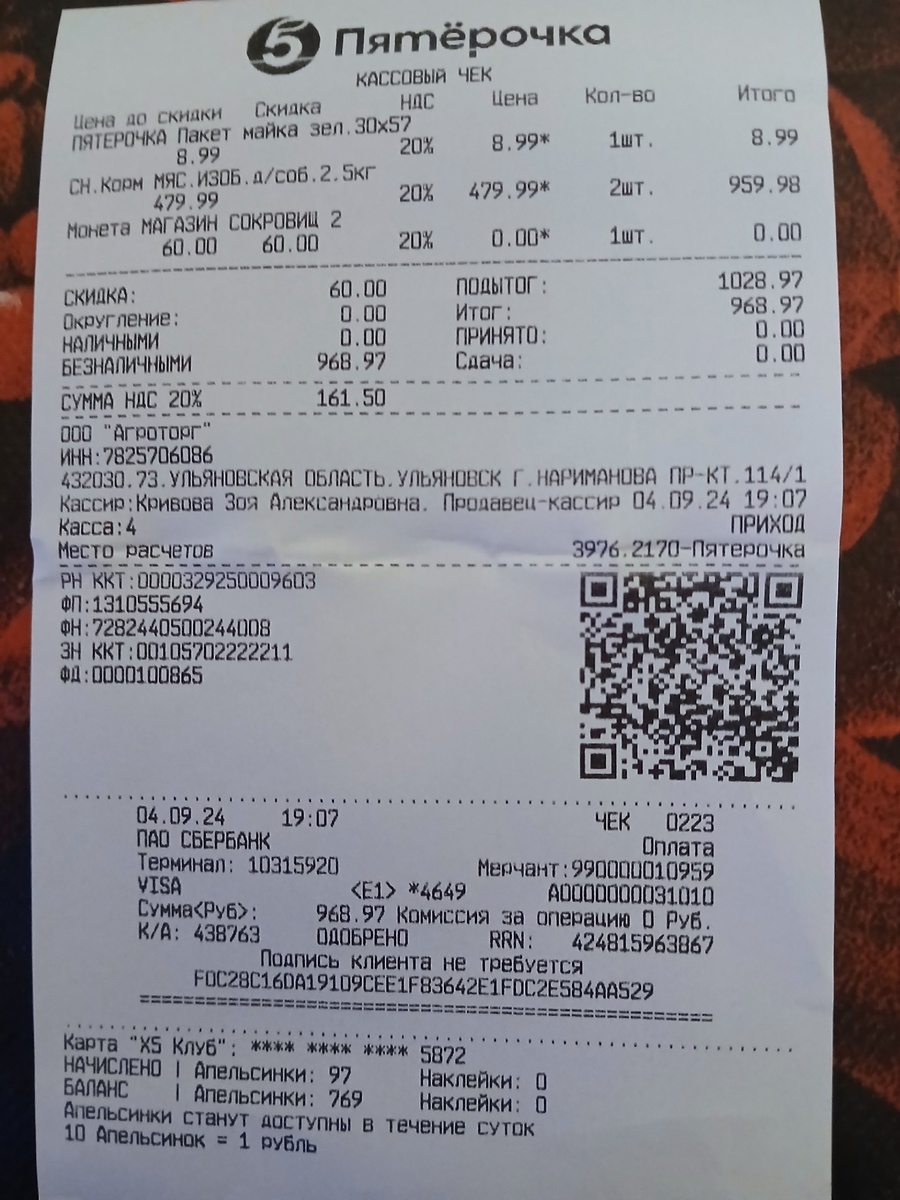 5 Пятёрочка
КАССОВЫЙ ЧЕК
Цена до скидки Скидка НДС Цена Кол-во Итого
ПЯТЕРОЧКА Пакет майка зел.30х57
8.99 20% 8.99* 1шт. 8.99
СН.Корм МЯС.ИЗОБ.д/соб.2.5кг
479.99 20% 479.99* 2шт. 959.98
Монета МАГАЗИН СОКРОВИЩ 2
60.00 60.00 20% 0.00* 1шт. 0.00
СКИДКА: 60.00 ПОДЫТОГ: 1028.97
Округление: 0.00 Итог: 968.97
НАЛИЧНЫМИ 0.00 ПРИНЯТО: 0.00
БЕЗНАЛИЧНЫМИ 968.97 Сдача: 0.00
СУММА НДС 20% 161.50
ООО "Агроторг"
ИНН:7825706086
432030.73.УЛЬЯНОВСКАЯ ОБЛАСТЬ.УЛЬЯНОВСК Г.НАРИМАНОВА ПР-КТ.114/1
Кассир:Кривова Зоя Александровна. Продавец-кассир 04.09.24 19:07
Касса:4 ПРИХОД
Место расчетов 3976.2170-Пятерочка
РН ККТ:0000329250009603
ФП:1310555694
ФН:7282440500244008
ЗН ККТ:00105702222211
ФД:0000100865
04.09.24 19:07 ЧЕК 0223
ПАО СБЕРБАНК Оплата
Терминал: 10315920 Мерчант:990000010959
VISA <E1> *4649 A0000000031010
Сумма<Руб>: 968.97 Комиссия за операцию 0 Руб.
К/А: 438763 ОДОБРЕНО RRN: 424815963867
Подпись клиента не требуется
F0C28C16DA19109CEE1F83642E1FDC2E584AA529
Карта "X5 Клуб": **** **** **** 5872
НАЧИСЛЕНО | Апельсинки: 97 Наклейки: 0
БАЛАНС | Апельсинки: 769 Наклейки: 0
Апельсинки станут доступны в течение суток
10 Апельсинок = 1 рубль